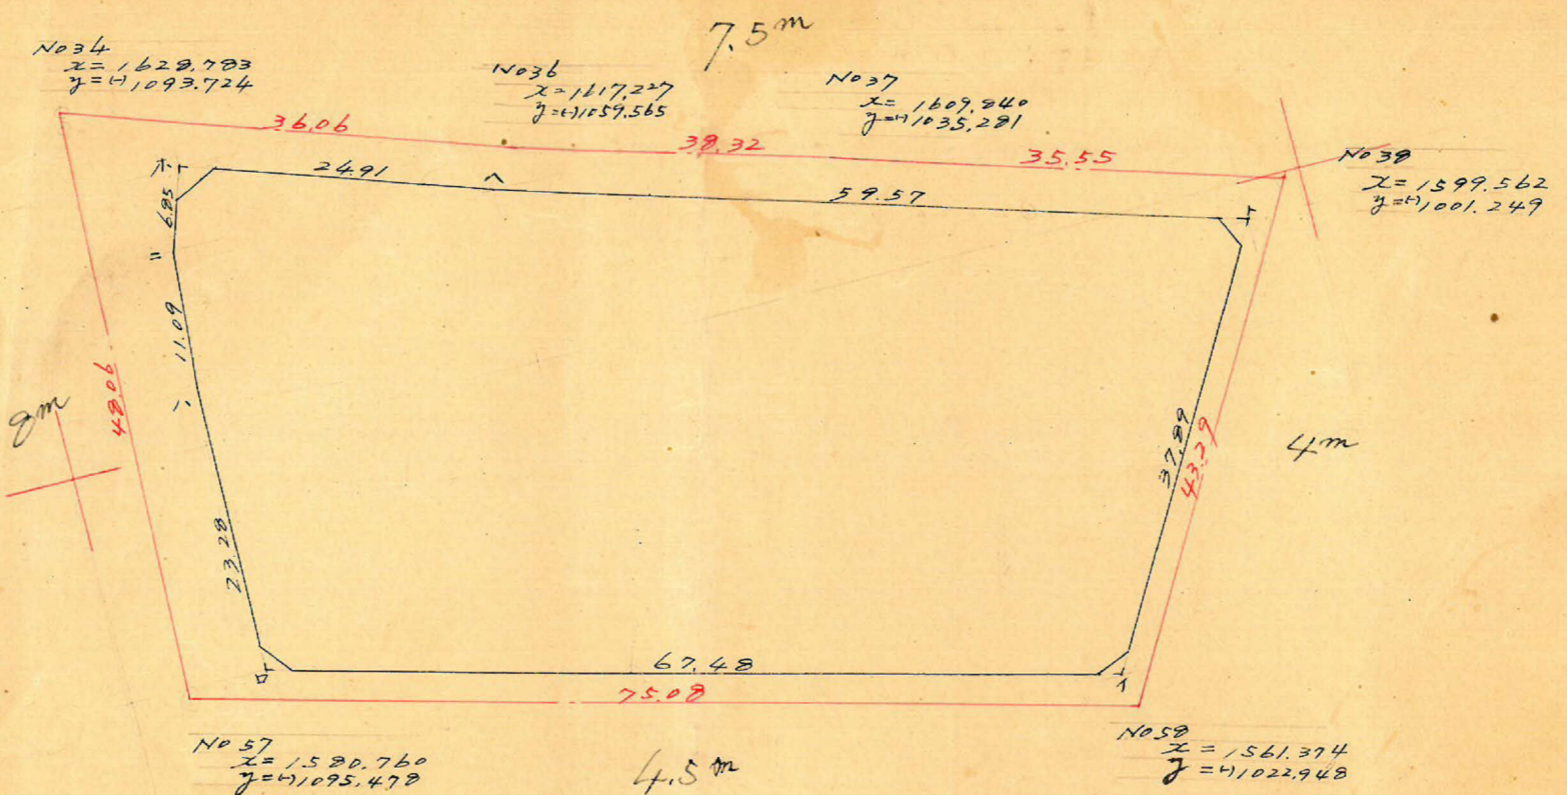 7.5m
No34
x=1628.783
y=(-)1093.724
No36
x=1617.227
y=(-)1059.565
No37
x=1609.840
y=(-)1035.281
No38
x=1599.562
y=(-)1001.249
36.06
38.32
35.55
ホ
24.91
ヘ
59.57
ト
6.85
ニ
11.09
ハ
48.06
8m
37.89
43.79
4m
23.28
ロ
67.48
イ
75.08
No57
x=1580.760
y=(-)1095.478
4.5m
No58
x=1561.374
y=(-)1022.948